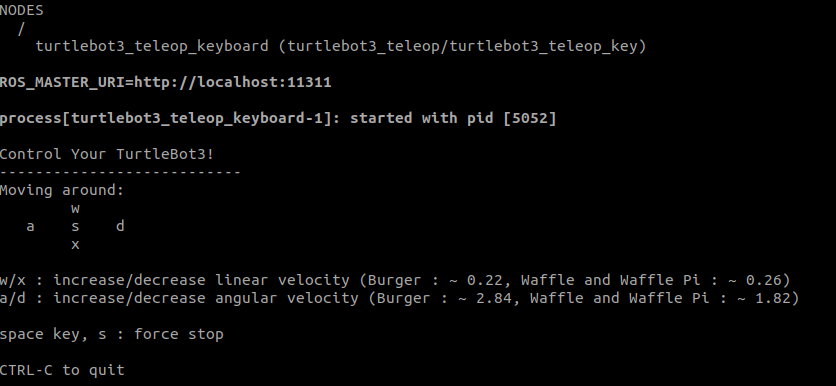 NODES
/
turtlebot3_teleop_keyboard (turtlebot3_teleop/turtlebot3_teleop_key)
ROS_MASTER_URI=http://localhost:11311
process[turtlebot3_teleop_keyboard-1]: started with pid [5052]
Control Your TurtleBot3!
---------------------------
Moving around:
w
a s d
x
w/x : increase/decrease linear velocity (Burger : ~ 0.22, Waffle and Waffle Pi : ~ 0.26)
a/d : increase/decrease angular velocity (Burger : ~ 2.84, Waffle and Waffle Pi : ~ 1.82)
space key, s : force stop
CTRL-C to quit